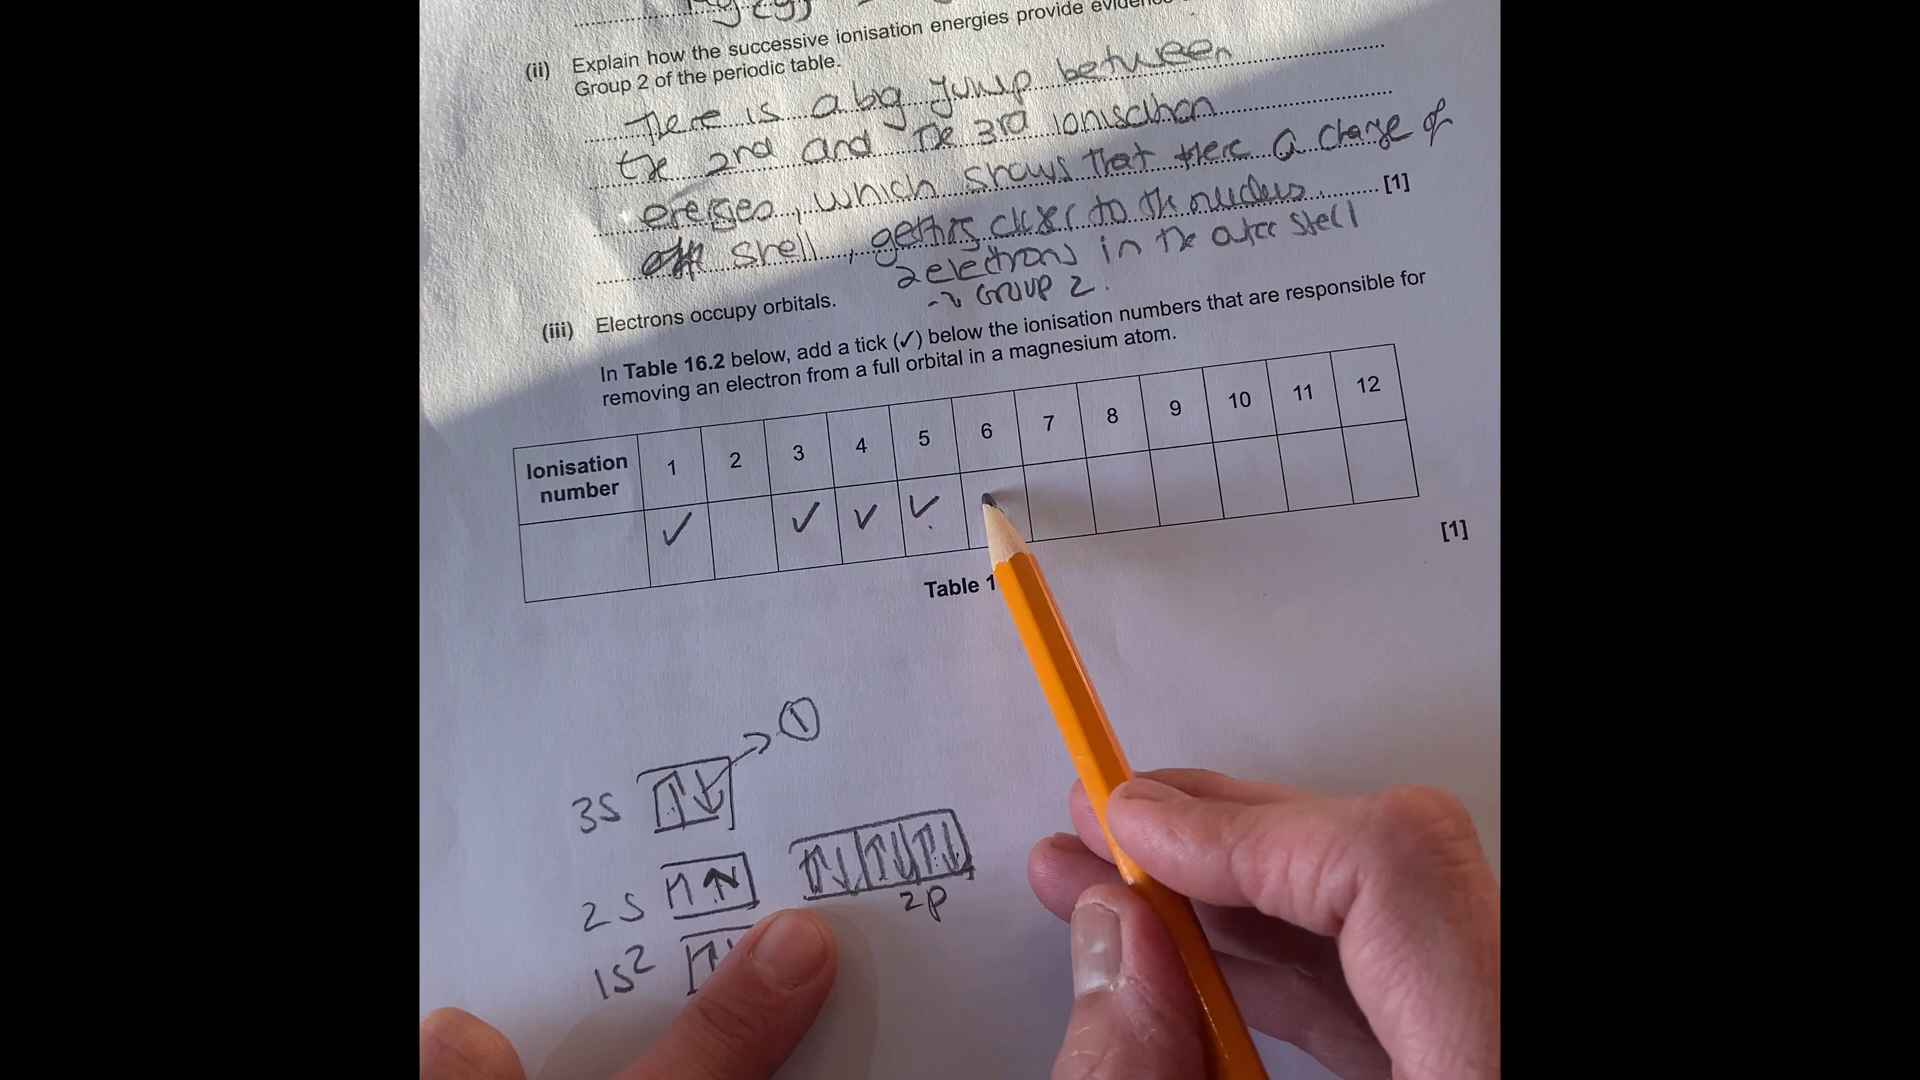 (ii) Explain how the successive ionisation energies provide evidence
Group 2 of the periodic table.
There is a big jump between
the 2nd and the 3rd ionisation
energies, which shows that there a change of
shell, getting closer to the nucleus. [1]
2 electrons in the outer shell
→ Group 2.
(iii) Electrons occupy orbitals.
In Table 16.2 below, add a tick (✓) below the ionisation numbers that are responsible for
removing an electron from a full orbital in a magnesium atom.
Ionisation number 1 2 3 4 5 6 7 8 9 10 11 12
✓ ✓ ✓ ✓
[1]
Table 1
1
3s ↑↓
2s ↑↑ ↑↓ ↑↓ ↑↓
2p
1s² ↑